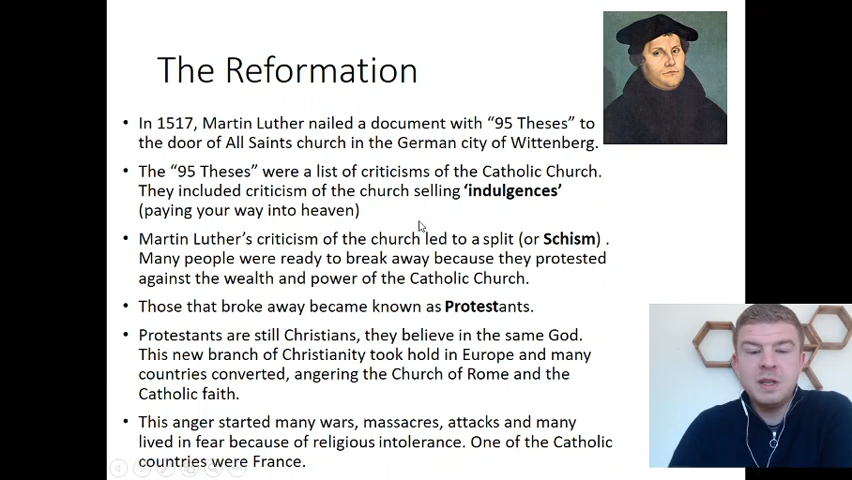 The Reformation
• In 1517, Martin Luther nailed a document with “95 Theses” to
the door of All Saints church in the German city of Wittenberg.
• The “95 Theses” were a list of criticisms of the Catholic Church.
They included criticism of the church selling ‘indulgences’
(paying your way into heaven)
• Martin Luther’s criticism of the church led to a split (or Schism) .
Many people were ready to break away because they protested
against the wealth and power of the Catholic Church.
• Those that broke away became known as Protestants.
• Protestants are still Christians, they believe in the same God.
This new branch of Christianity took hold in Europe and many
countries converted, angering the Church of Rome and the
Catholic faith.
• This anger started many wars, massacres, attacks and many
lived in fear because of religious intolerance. One of the Catholic
countries were France.